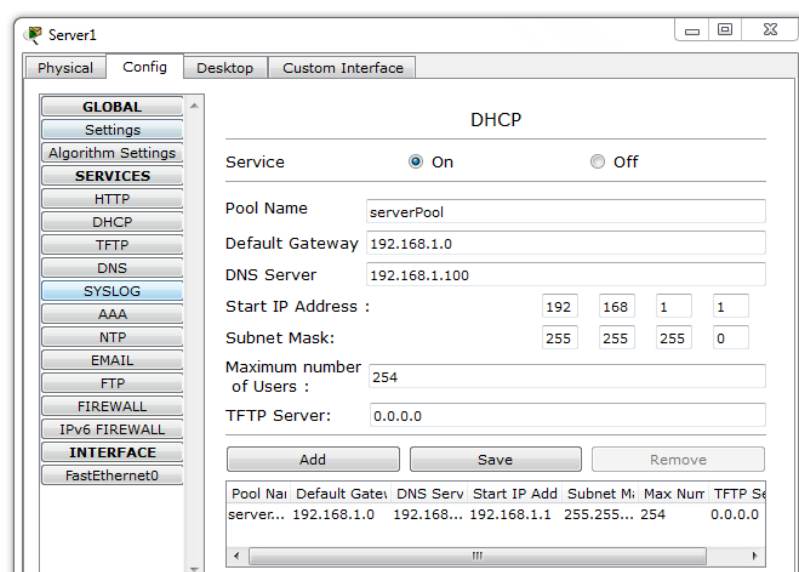 Server1
Physical Config Desktop Custom Interface
GLOBAL
Settings
Algorithm Settings
SERVICES
HTTP
DHCP
TFTP
DNS
SYSLOG
AAA
NTP
EMAIL
FTP
FIREWALL
IPv6 FIREWALL
INTERFACE
FastEthernet0
DHCP
Service On Off
Pool Name serverPool
Default Gateway 192.168.1.0
DNS Server 192.168.1.100
Start IP Address : 192 168 1 1
Subnet Mask: 255 255 255 0
Maximum number
of Users : 254
TFTP Server: 0.0.0.0
Add Save Remove
Pool Nai Default Gatev DNS Serv Start IP Add Subnet M: Max Num TFTP Se
server... 192.168.1.0 192.168... 192.168.1.1 255.255... 254 0.0.0.0